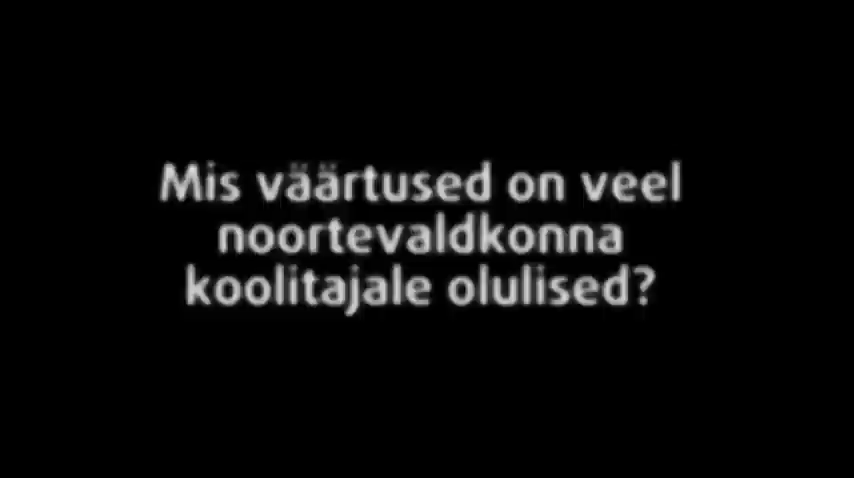 Mis väärtused on veel
noortevaldkonna
koolitajale olulised?